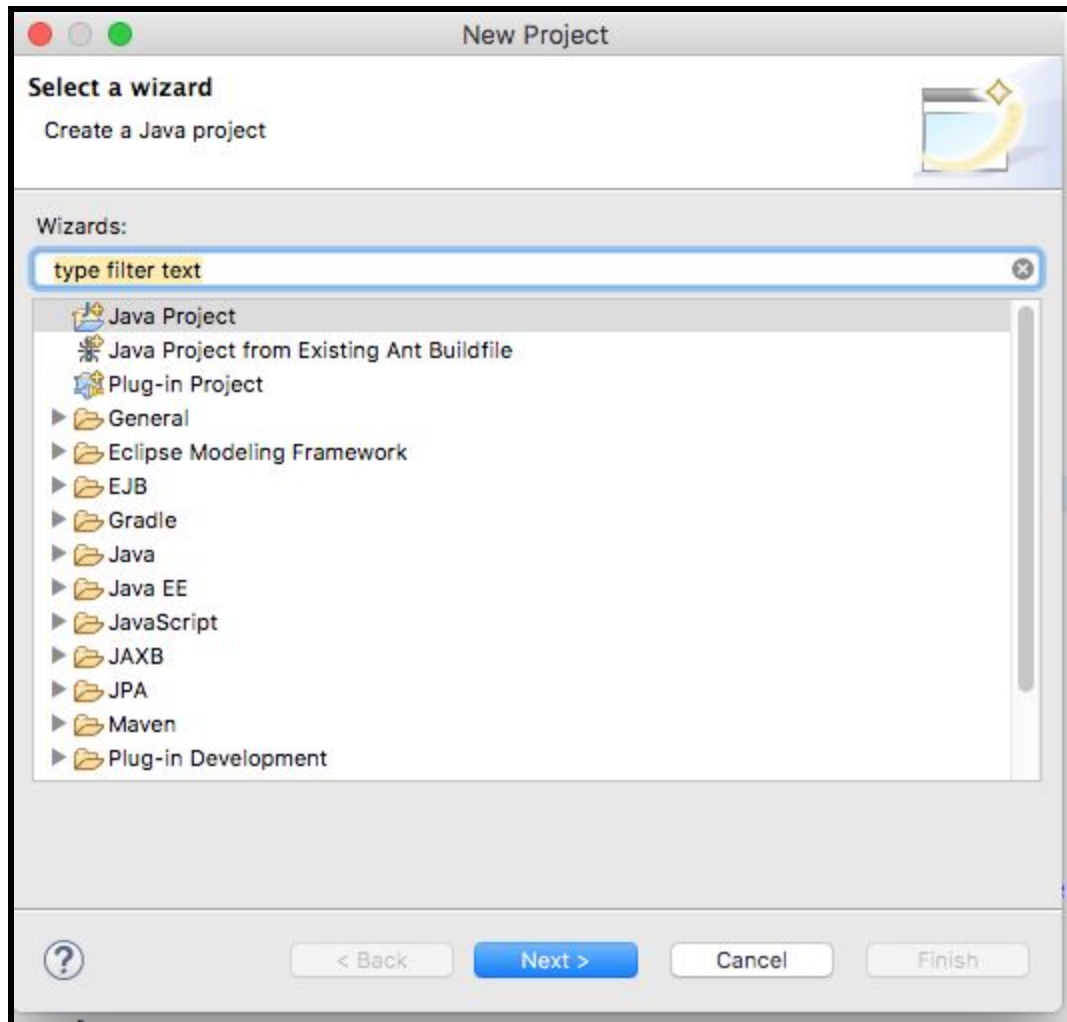 New Project
Select a wizard
Create a Java project
Wizards:
type filter text
Java Project
Java Project from Existing Ant Buildfile
Plug-in Project
General
Eclipse Modeling Framework
EJB
Gradle
Java
Java EE
JavaScript
JAXB
JPA
Maven
Plug-in Development
? < Back Next > Cancel Finish